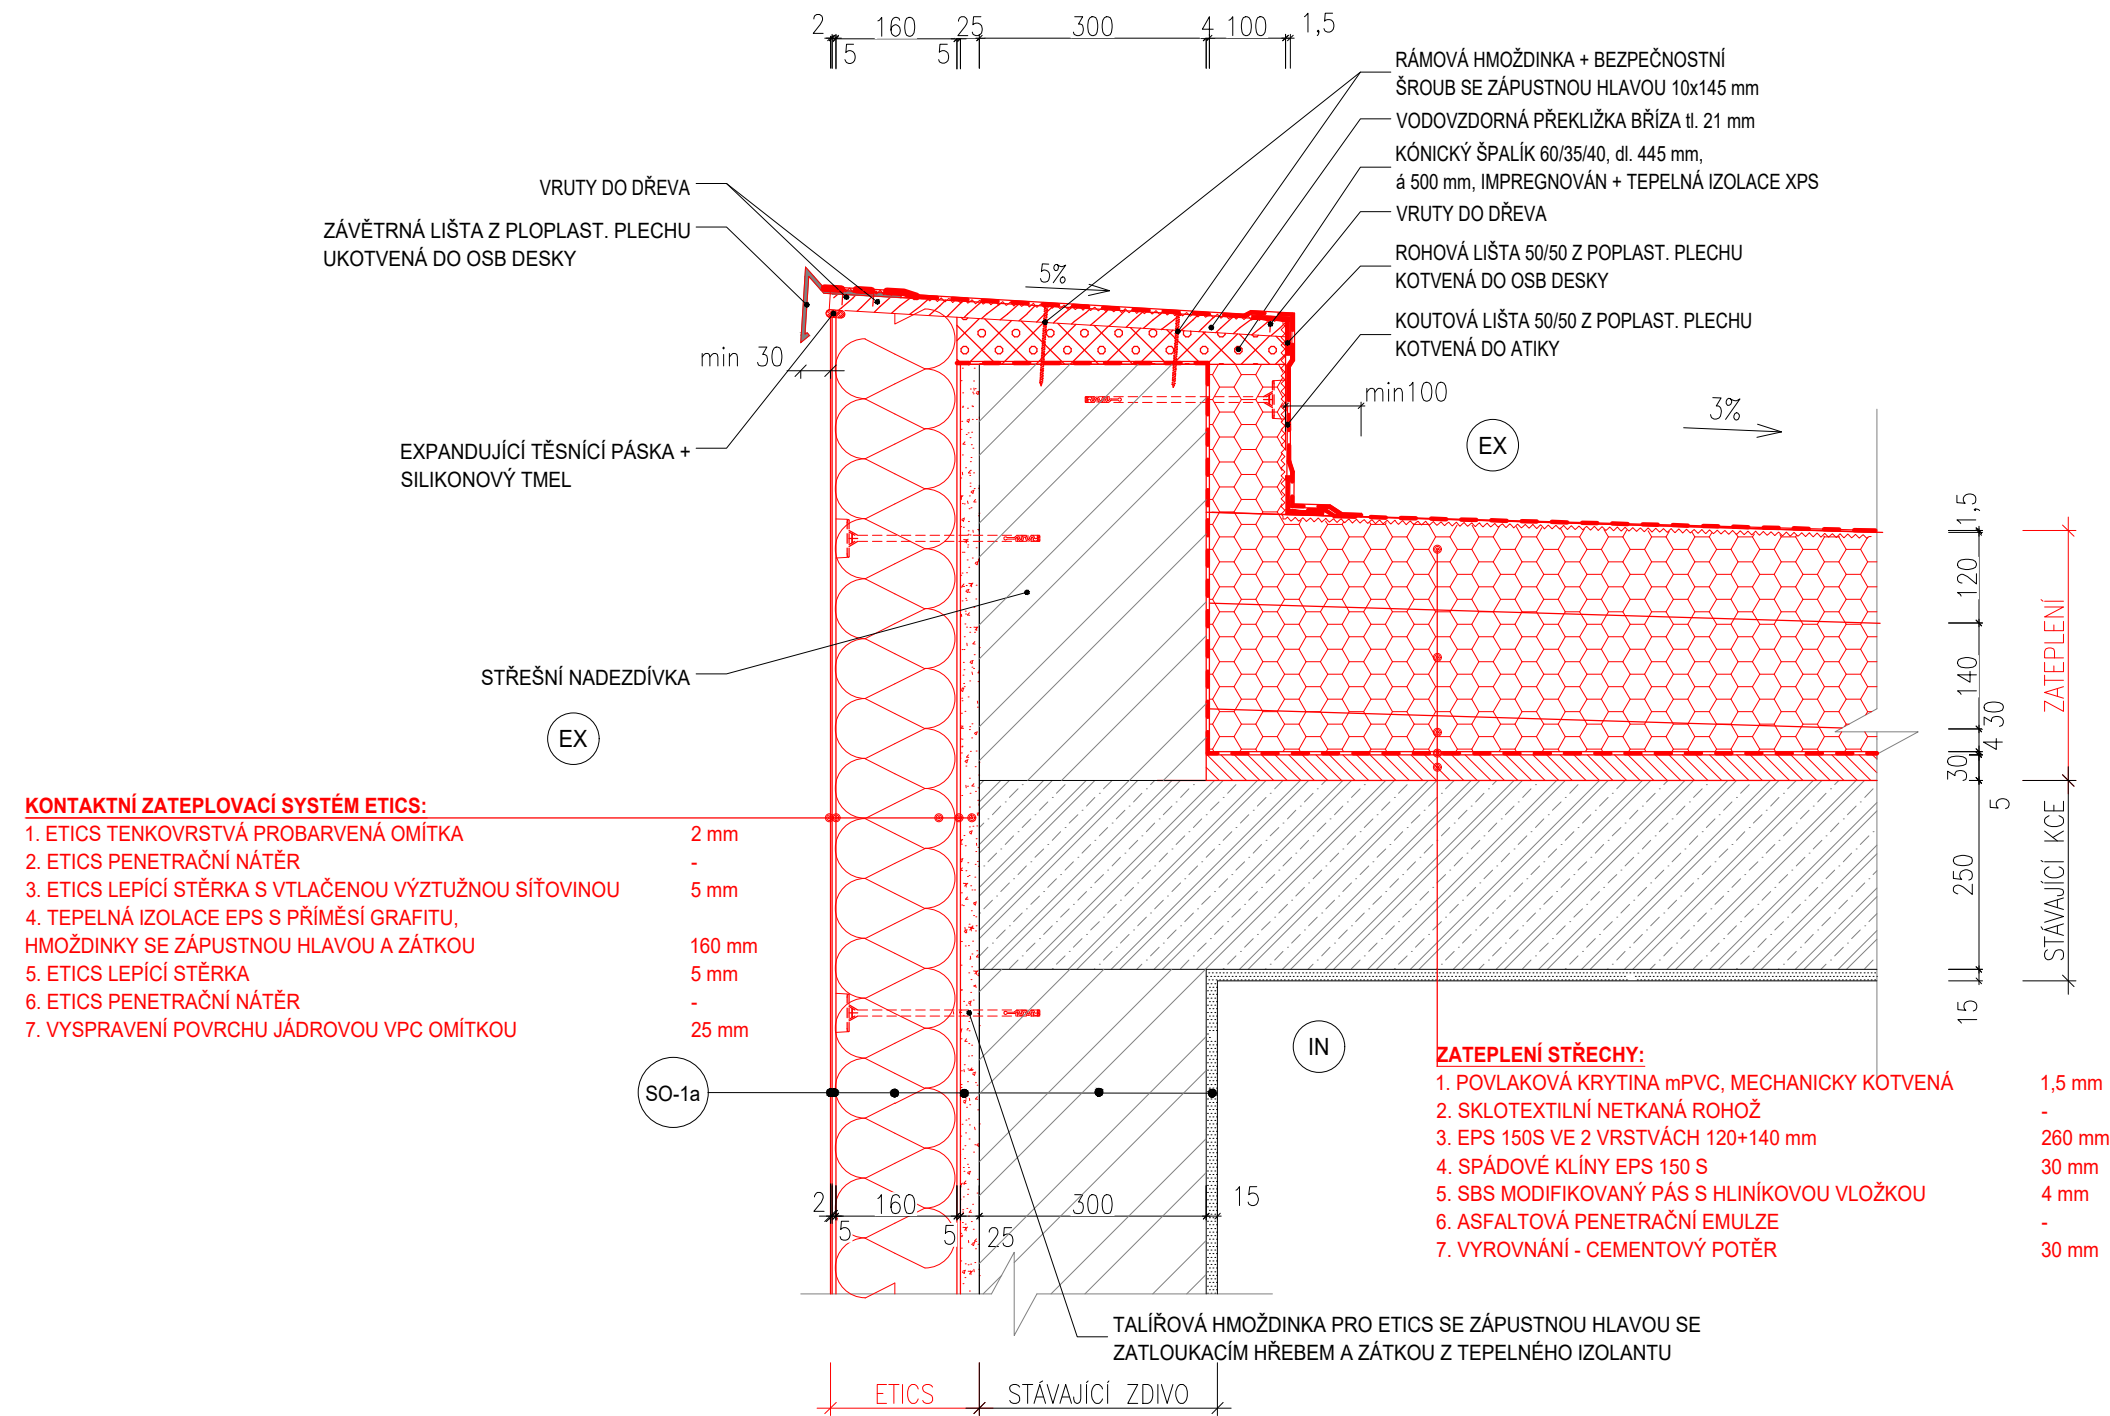 2 160 25 300 4 100 1,5
5 5
RÁMOVÁ HMOŽDINKA + BEZPEČNOSTNÍ
ŠROUB SE ZÁPUSTNOU HLAVOU 10x145 mm
VODOVZDORNÁ PŘEKLIŽKA BŘÍZA tl. 21 mm
KÓNICKÝ ŠPALÍK 60/35/40, dl. 445 mm,
á 500 mm, IMPREGNOVÁN + TEPELNÁ IZOLACE XPS
VRUTY DO DŘEVA
ROHOVÁ LIŠTA 50/50 Z POPLAST. PLECHU
KOTVENÁ DO OSB DESKY
KOUTOVÁ LIŠTA 50/50 Z POPLAST. PLECHU
KOTVENÁ DO ATIKY
VRUTY DO DŘEVA
ZÁVĚTRNÁ LIŠTA Z PLOPLAST. PLECHU
UKOTVENÁ DO OSB DESKY
5%
min 30
min100
3%
EX
EXPANDUJÍCÍ TĚSNÍCÍ PÁSKA +
SILIKONOVÝ TMEL
STŘEŠNÍ NADEZDÍVKA
EX
1,5
120
140
30
4
30
5
250
15
ZATEPLENÍ
STÁVAJÍCÍ KCE
KONTAKTNÍ ZATEPLOVACÍ SYSTÉM ETICS:
1. ETICS TENKOVRSTVÁ PROBARVENÁ OMÍTKA 2 mm
2. ETICS PENETRAČNÍ NÁTĚR -
3. ETICS LEPÍCÍ STĚRKA S VTLAČENOU VÝZTUŽNOU SÍŤOVINOU 5 mm
4. TEPELNÁ IZOLACE EPS S PŘÍMĚSÍ GRAFITU,
HMOŽDINKY SE ZÁPUSTNOU HLAVOU A ZÁTKOU 160 mm
5. ETICS LEPÍCÍ STĚRKA 5 mm
6. ETICS PENETRAČNÍ NÁTĚR -
7. VYSPRAVENÍ POVRCHU JÁDROVOU VPC OMÍTKOU 25 mm
IN
SO-1a
ZATEPLENÍ STŘECHY:
1. POVLAKOVÁ KRYTINA mPVC, MECHANICKY KOTVENÁ 1,5 mm
2. SKLOTEXTILNÍ NETKANÁ ROHOŽ -
3. EPS 150S VE 2 VRSTVÁCH 120+140 mm 260 mm
4. SPÁDOVÉ KLÍNY EPS 150 S 30 mm
5. SBS MODIFIKOVANÝ PÁS S HLINÍKOVOU VLOŽKOU 4 mm
6. ASFALTOVÁ PENETRAČNÍ EMULZE -
7. VYROVNÁNÍ - CEMENTOVÝ POTĚR 30 mm
2 160 300 15
5 5 25
TALÍŘOVÁ HMOŽDINKA PRO ETICS SE ZÁPUSTNOU HLAVOU SE
ZATLOUKACÍM HŘEBEM A ZÁTKOU Z TEPELNÉHO IZOLANTU
ETICS STÁVAJÍCÍ ZDIVO